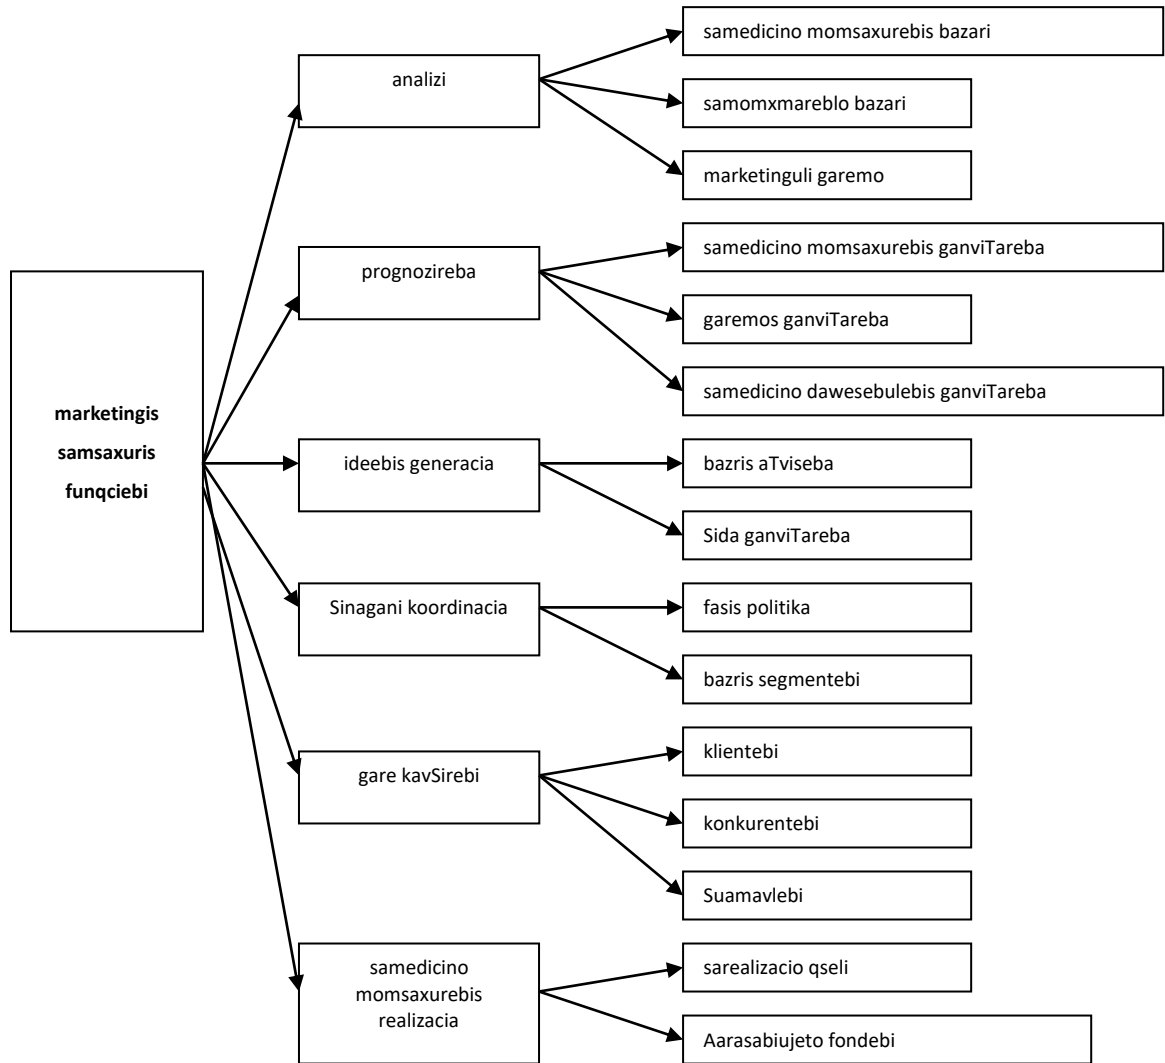 marketingis
samsaxuris
funqciebi
analizi
samedicino momsaxurebis bazari
samomxmareblo bazari
marketinguli garemo
prognozireba
samedicino momsaxurebis ganviTareba
garemos ganviTareba
samedicino dawesebulebis ganviTareba
ideebis generacia
bazris aTviseba
Sida ganviTareba
Sinagani koordinacia
fasis politika
bazris segmentebi
gare kavSirebi
klientebi
konkurentebi
Suamavlebi
samedicino
momsaxurebis
realizacia
sarealizacio qseli
Aarasabiujeto fondebi